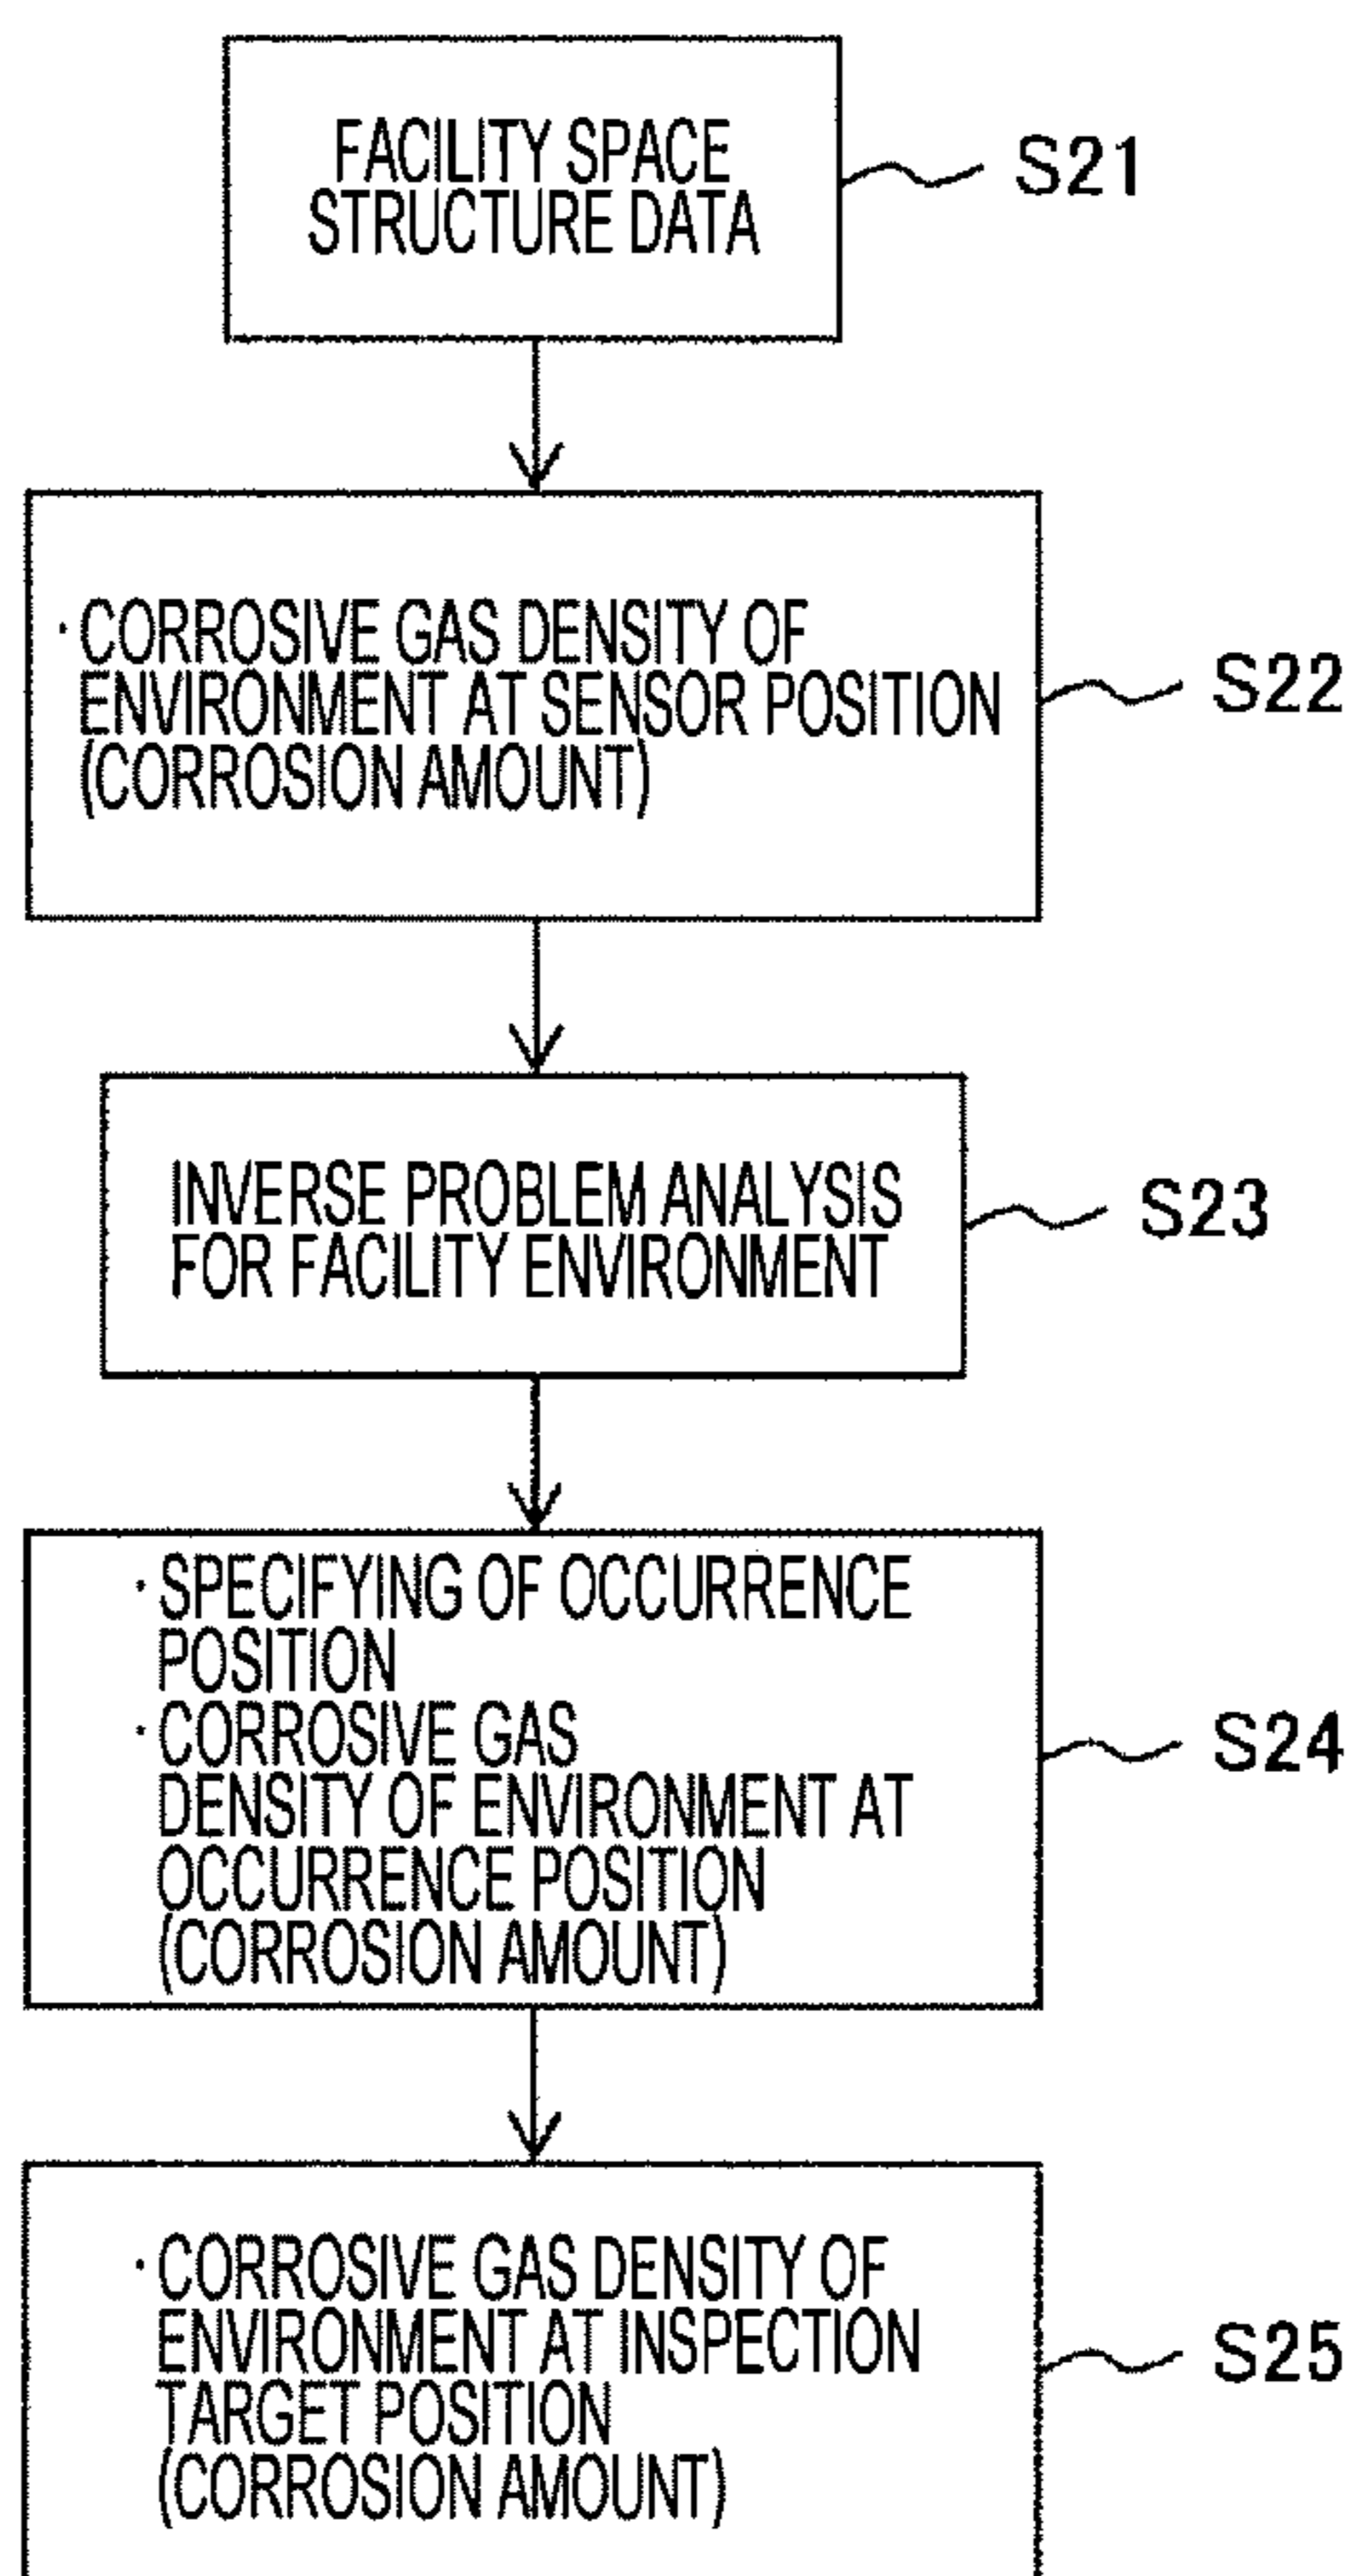 FACILITY SPACE
STRUCTURE DATA
S21
· CORROSIVE GAS DENSITY OF
ENVIRONMENT AT SENSOR POSITION
(CORROSION AMOUNT)
S22
INVERSE PROBLEM ANALYSIS
FOR FACILITY ENVIRONMENT
S23
· SPECIFYING OF OCCURRENCE
POSITION
· CORROSIVE GAS
DENSITY OF ENVIRONMENT AT
OCCURRENCE POSITION
(CORROSION AMOUNT)
S24
· CORROSIVE GAS DENSITY OF
ENVIRONMENT AT INSPECTION
TARGET POSITION
(CORROSION AMOUNT)
S25